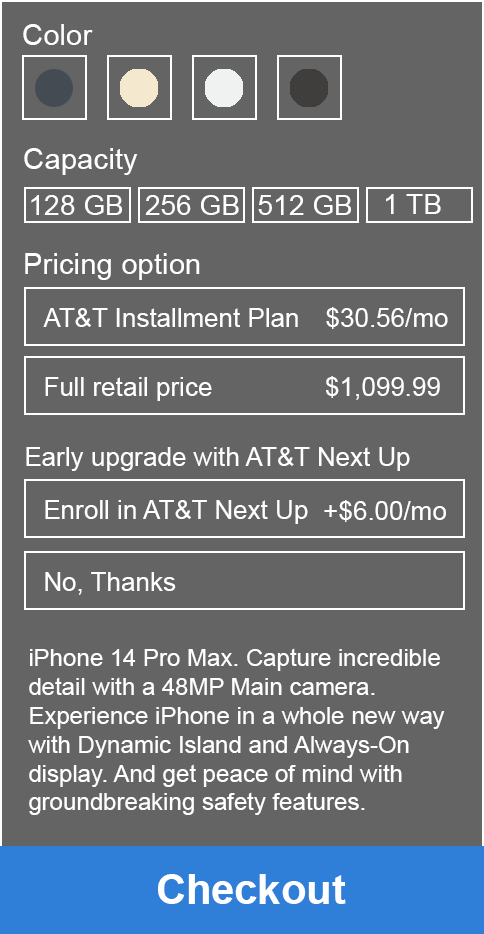 Color
Capacity
128 GB 256 GB 512 GB 1 TB
Pricing option
AT&T Installment Plan $30.56/mo
Full retail price $1,099.99
Early upgrade with AT&T Next Up
Enroll in AT&T Next Up +$6.00/mo
No, Thanks
iPhone 14 Pro Max. Capture incredible
detail with a 48MP Main camera.
Experience iPhone in a whole new way
with Dynamic Island and Always-On
display. And get peace of mind with
groundbreaking safety features.
Checkout